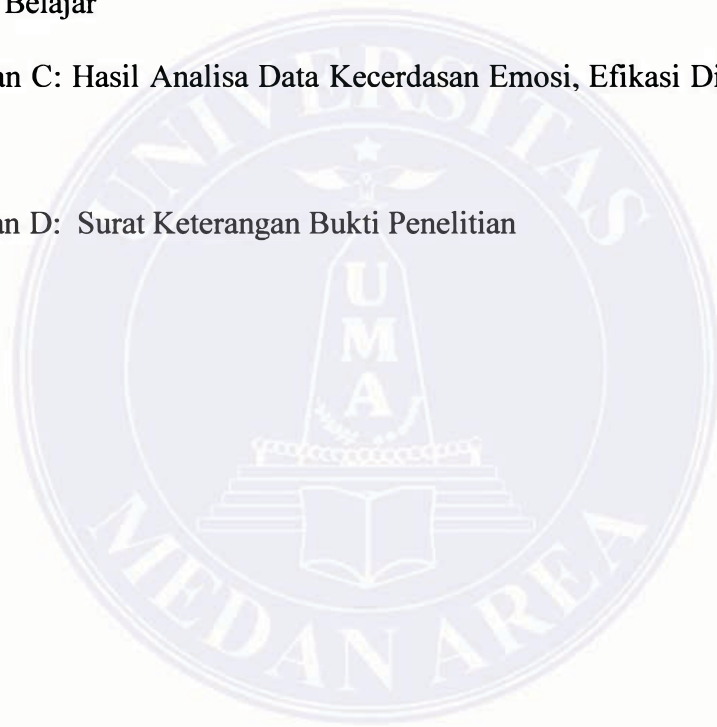 Belajar
an C: Hasil Analisa Data Kecerdasan Emosi, Efikasi Di
an D: Surat Keterangan Bukti Penelitian
UNIVERSITAS
UMA
MEDAN AREA